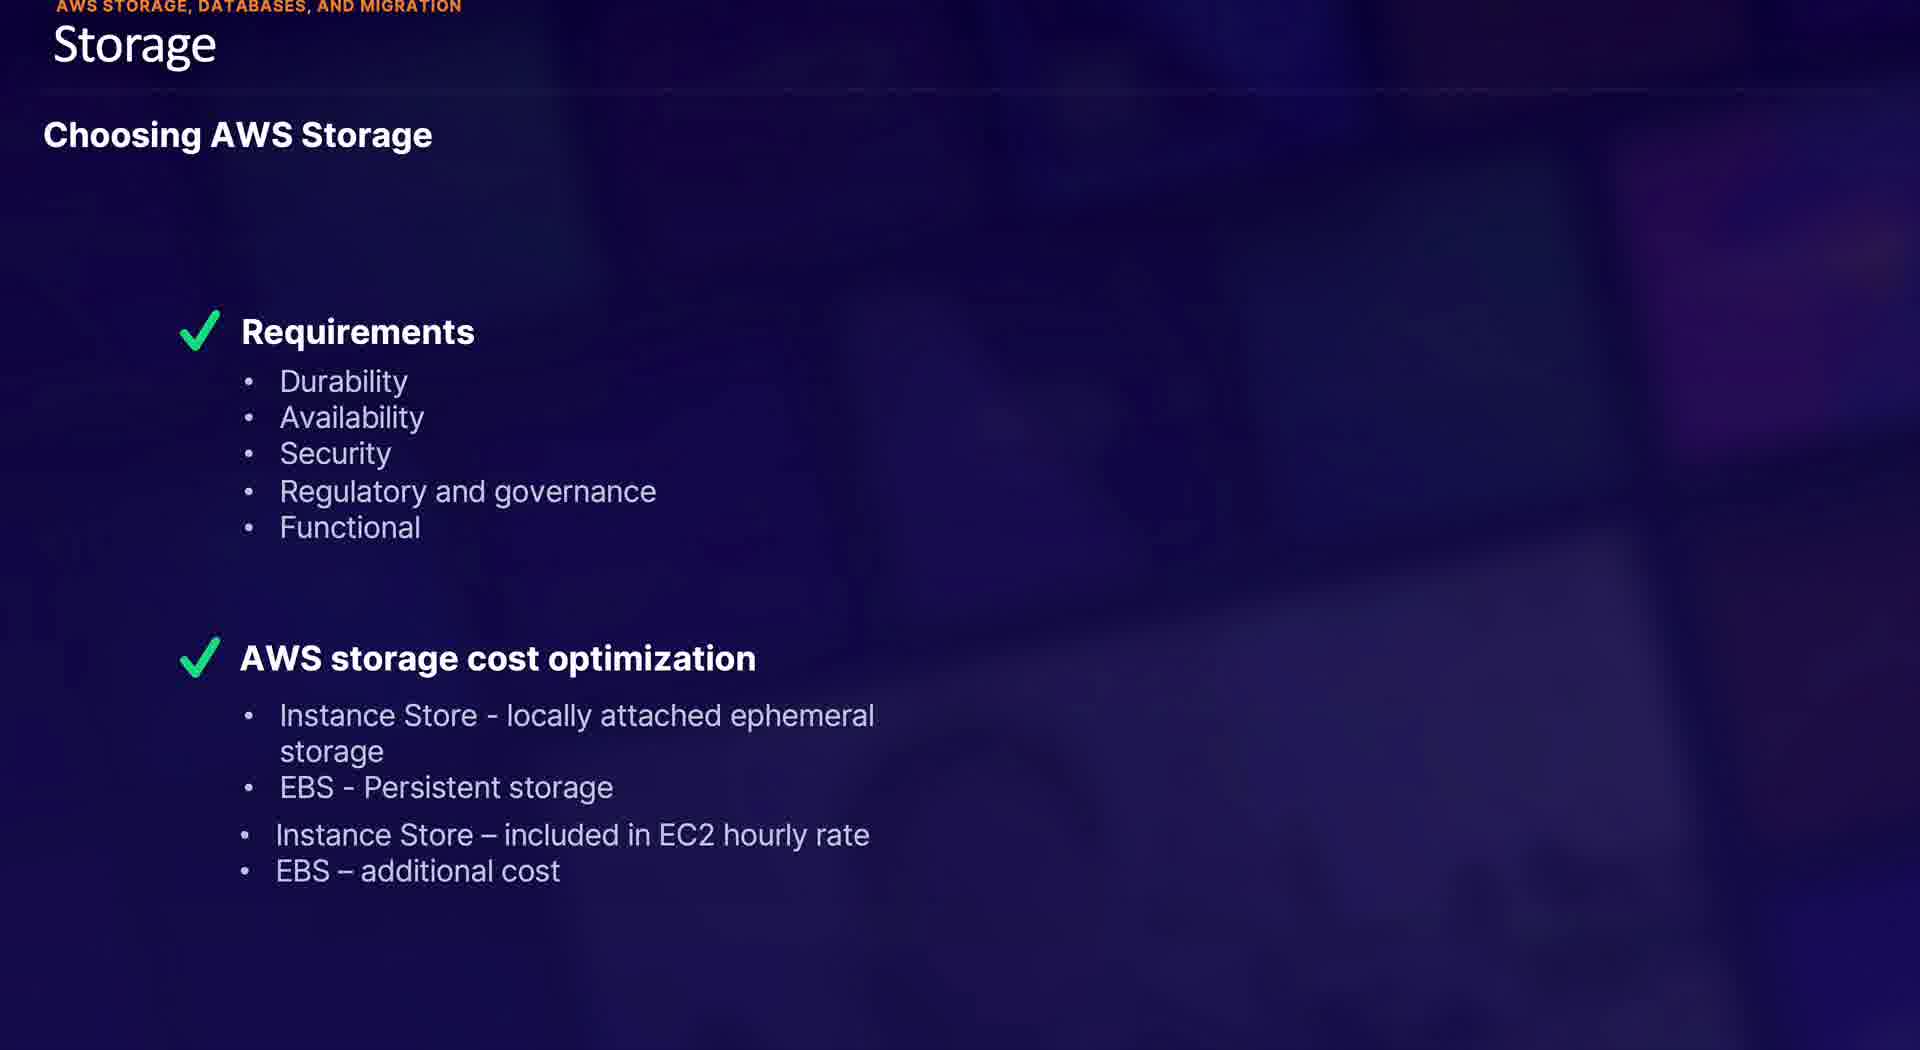 AWS STORAGE, DATABASES, AND MIGRATION
Storage
Choosing AWS Storage
Requirements
• Durability
• Availability
• Security
• Regulatory and governance
• Functional
AWS storage cost optimization
• Instance Store - locally attached ephemeral
storage
• EBS - Persistent storage
• Instance Store – included in EC2 hourly rate
• EBS – additional cost